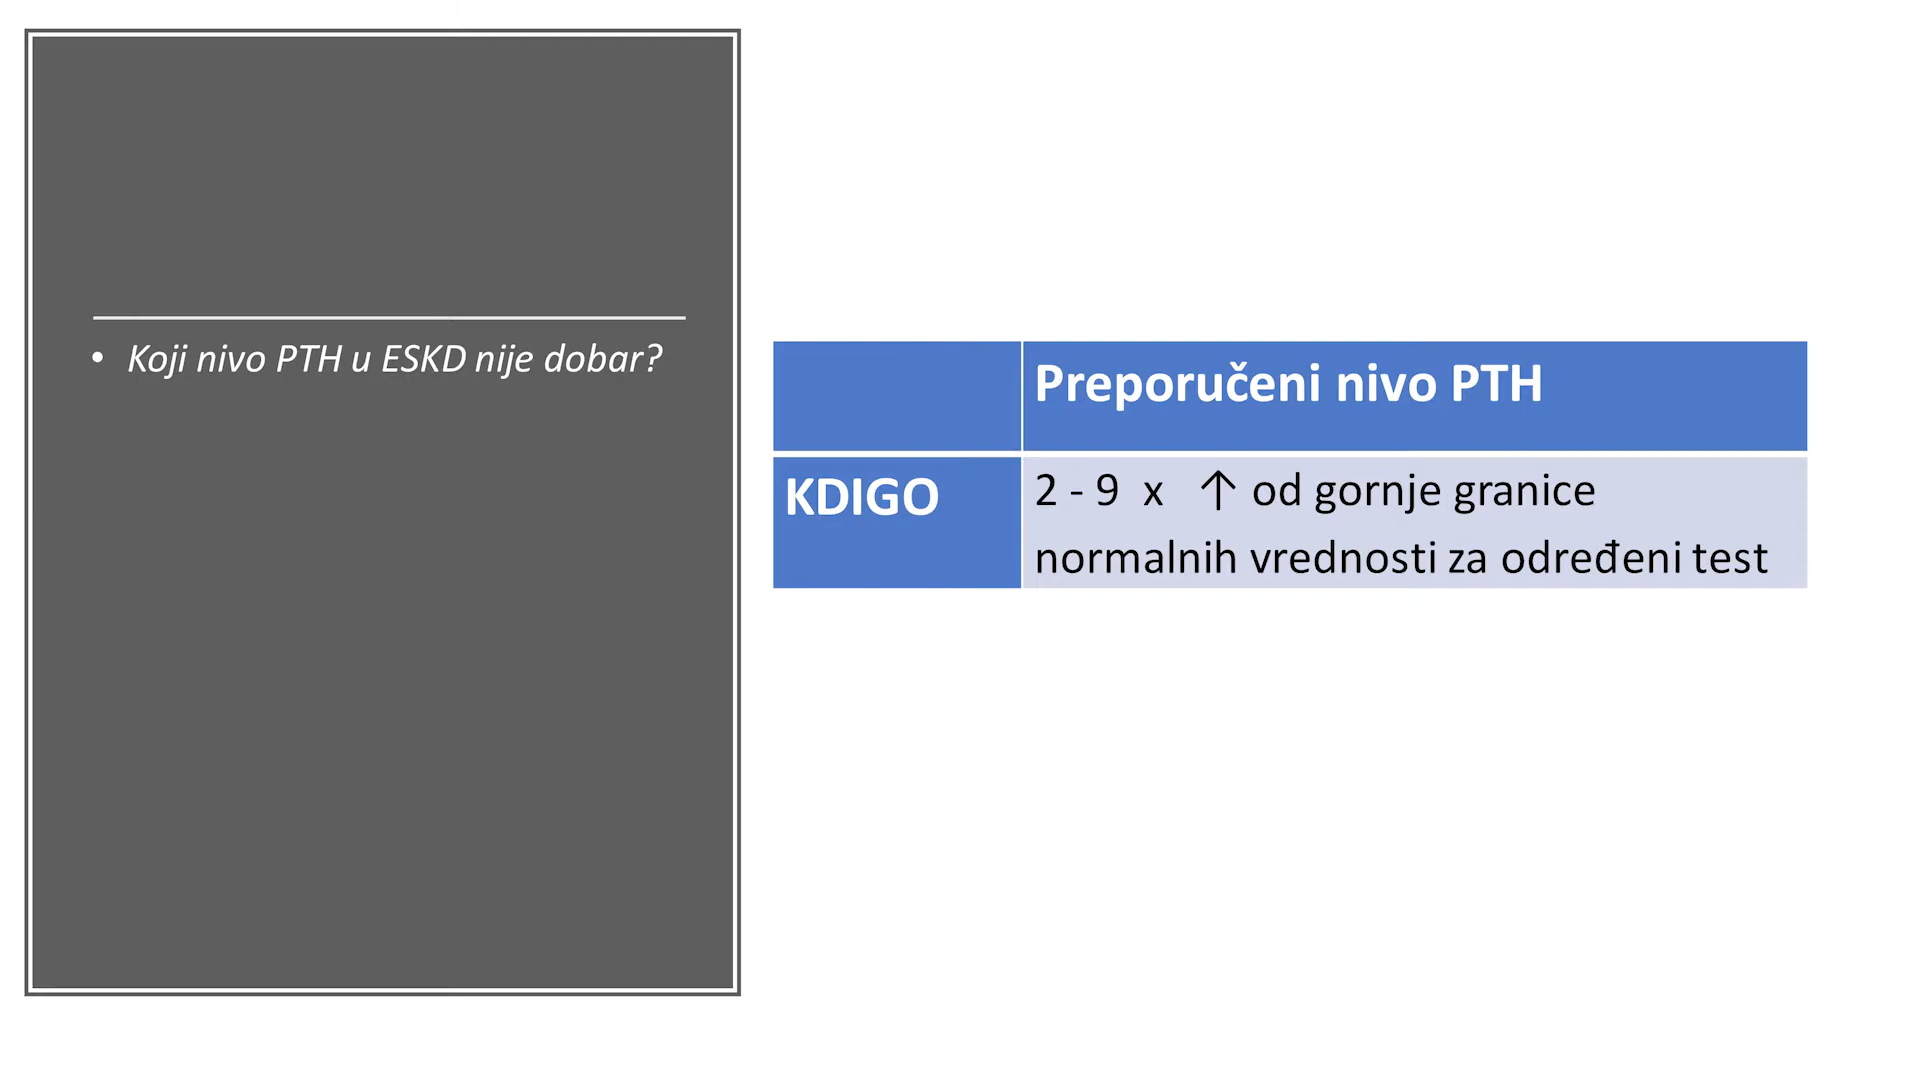 • Koji nivo PTH u ESKD nije dobar?
Preporučeni nivo PTH
KDIGO
2 - 9 x ↑ od gornje granice
normalnih vrednosti za određeni test